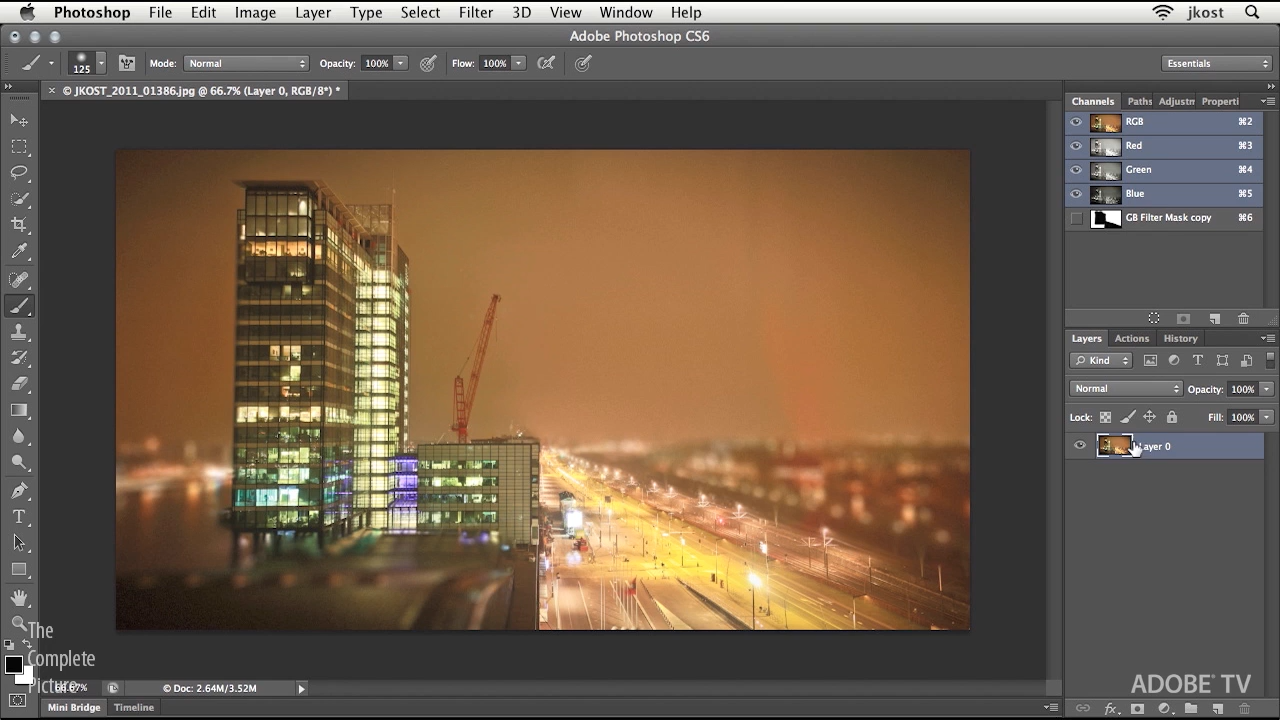 Photoshop File Edit Image Layer Type Select Filter 3D View Window Help jkost
Adobe Photoshop CS6
125 Mode: Normal Opacity: 100% Flow: 100% Essentials
× © JKOST_2011_01386.jpg @ 66.7% (Layer 0, RGB/8*) *
Channels Paths Adjustm Properti
RGB ⌘2
Red ⌘3
Green ⌘4
Blue ⌘5
GB Filter Mask copy ⌘6
Layers Actions History
Kind
Normal Opacity: 100%
Lock: Fill: 100%
Layer 0
The
Complete
Picture
© Doc: 2.64M/3.52M
ADOBE® TV
Mini Bridge Timeline
fx